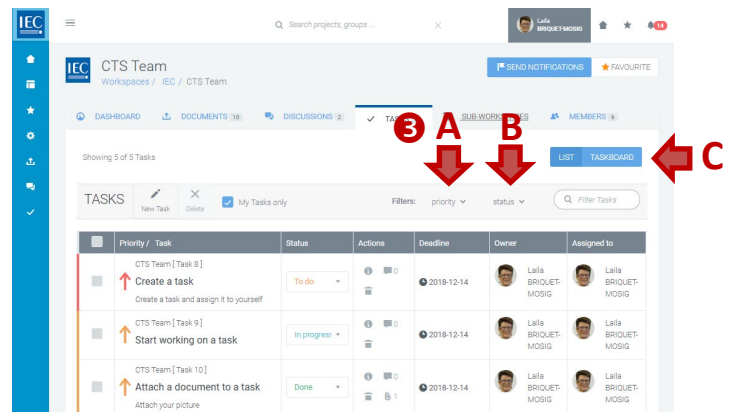 IEC
Search projects, groups ...
Laila
BRIQUET-MOSIG
14
IEC
CTS Team
Workspaces / IEC / CTS Team
SEND NOTIFICATIONS
FAVOURITE
DASHBOARD
DOCUMENTS 10
DISCUSSIONS 2
3
A
B
MEMBERS 6
Showing 5 of 5 Tasks
LIST
TASKBOARD
C
TASKS
New Task
Delete
My Tasks only
Filters:
priority
status
Filter Tasks
Priority / Task
Status
Actions
Deadline
Owner
Assigned to
CTS Team [ Task 8 ]
Create a task
Create a task and assign it to yourself
To do
0
2018-12-14
Laila
BRIQUET-
MOSIG
Laila
BRIQUET-
MOSIG
CTS Team [ Task 9 ]
Start working on a task
In progress
0
2018-12-14
Laila
BRIQUET-
MOSIG
Laila
BRIQUET-
MOSIG
CTS Team [ Task 10 ]
Attach a document to a task
Attach your picture
Done
0
1
2018-12-14
Laila
BRIQUET-
MOSIG
Laila
BRIQUET-
MOSIG